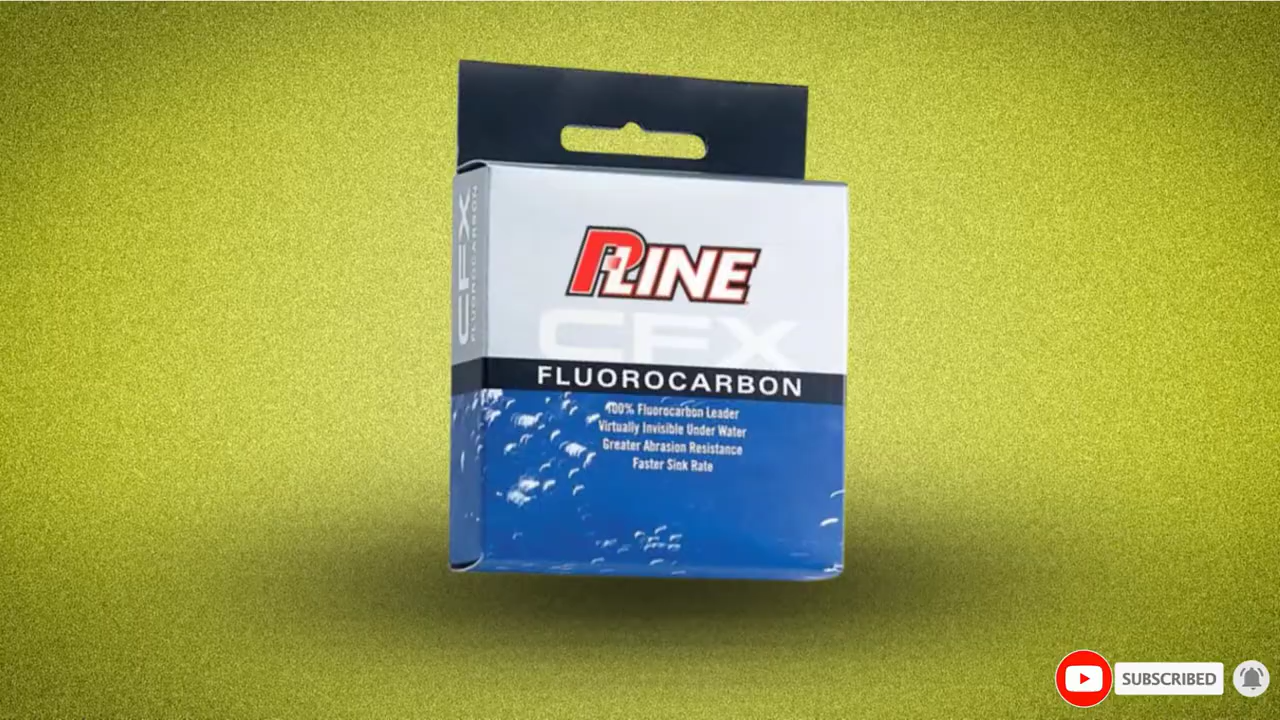 P-LINE
CFX
FLUOROCARBON
100% Fluorocarbon Leader
Virtually Invisible Under Water
Greater Abrasion Resistance
Faster Sink Rate
CFX
FLUOROCARBON
SUBSCRIBED